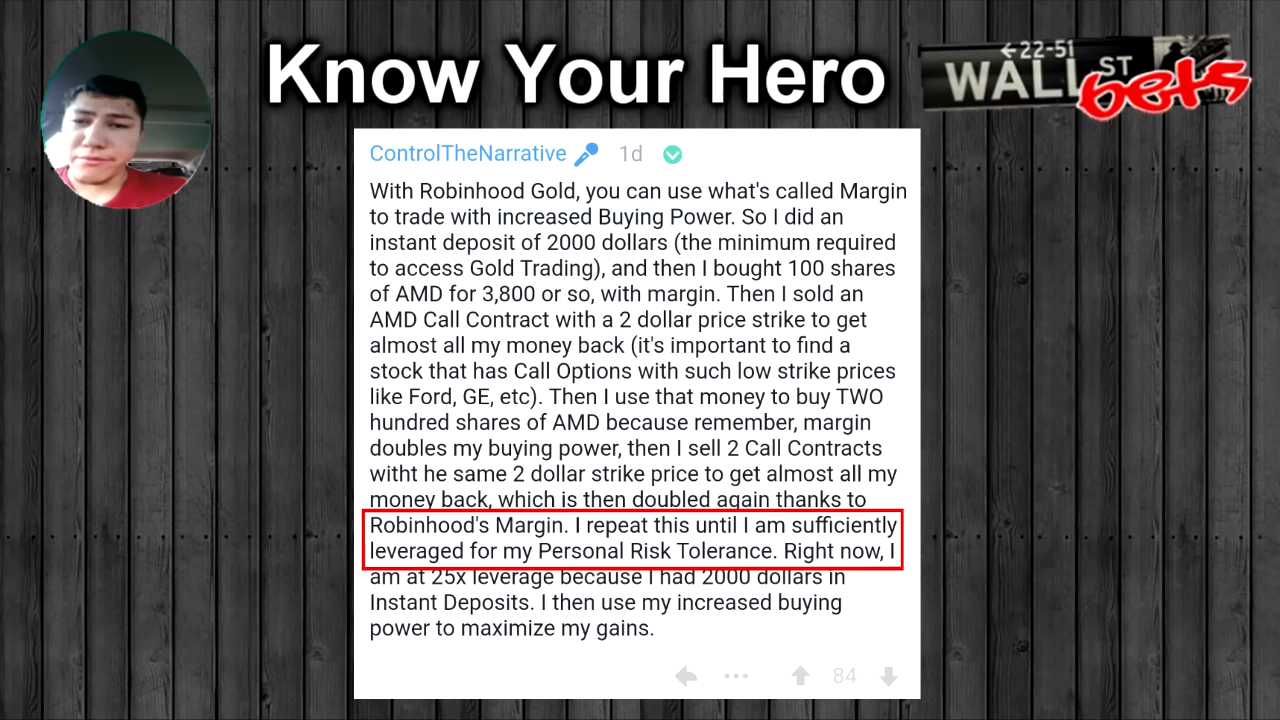 Know Your Hero
←22-51
WALL ST
bets
ControlTheNarrative 1d
With Robinhood Gold, you can use what's called Margin
to trade with increased Buying Power. So I did an
instant deposit of 2000 dollars (the minimum required
to access Gold Trading), and then I bought 100 shares
of AMD for 3,800 or so, with margin. Then I sold an
AMD Call Contract with a 2 dollar price strike to get
almost all my money back (it's important to find a
stock that has Call Options with such low strike prices
like Ford, GE, etc). Then I use that money to buy TWO
hundred shares of AMD because remember, margin
doubles my buying power, then I sell 2 Call Contracts
witht he same 2 dollar strike price to get almost all my
money back, which is then doubled again thanks to
Robinhood's Margin. I repeat this until I am sufficiently
leveraged for my Personal Risk Tolerance. Right now, I
am at 25x leverage because I had 2000 dollars in
Instant Deposits. I then use my increased buying
power to maximize my gains.
84